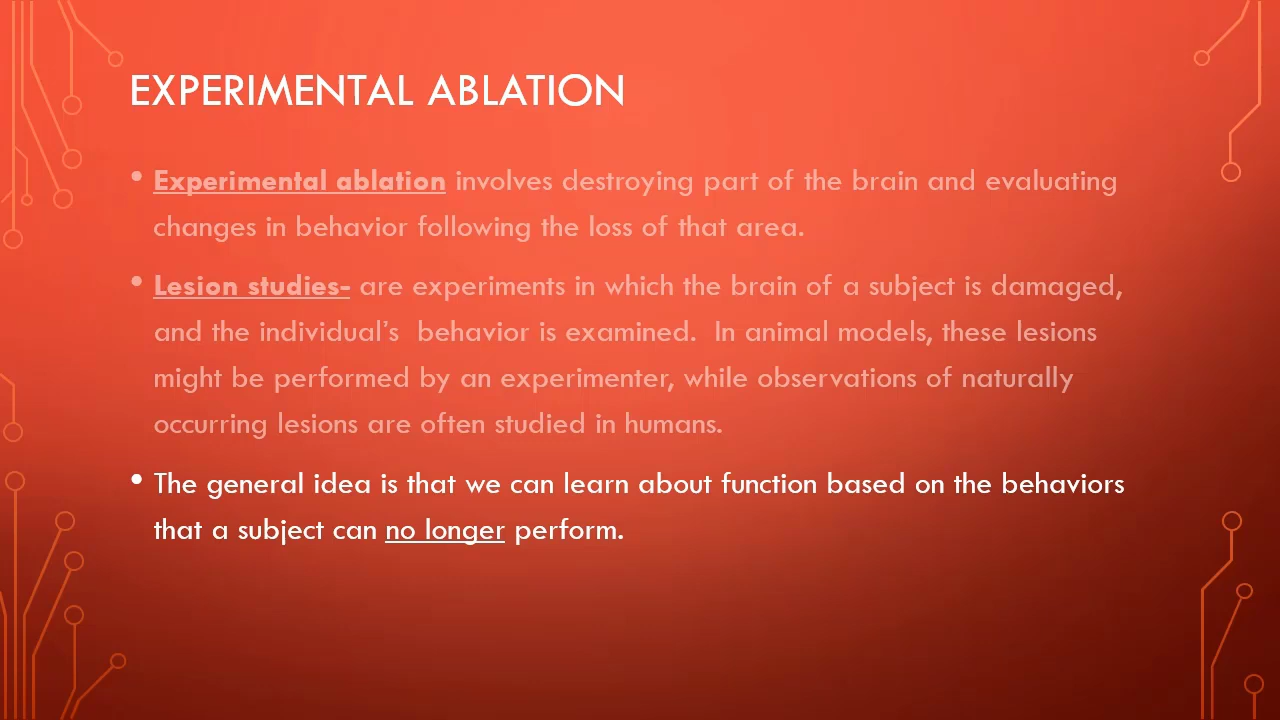 EXPERIMENTAL ABLATION
• Experimental ablation involves destroying part of the brain and evaluating
changes in behavior following the loss of that area.
• Lesion studies- are experiments in which the brain of a subject is damaged,
and the individual’s  behavior is examined.  In animal models, these lesions
might be performed by an experimenter, while observations of naturally
occurring lesions are often studied in humans.
• The general idea is that we can learn about function based on the behaviors
that a subject can no longer perform.